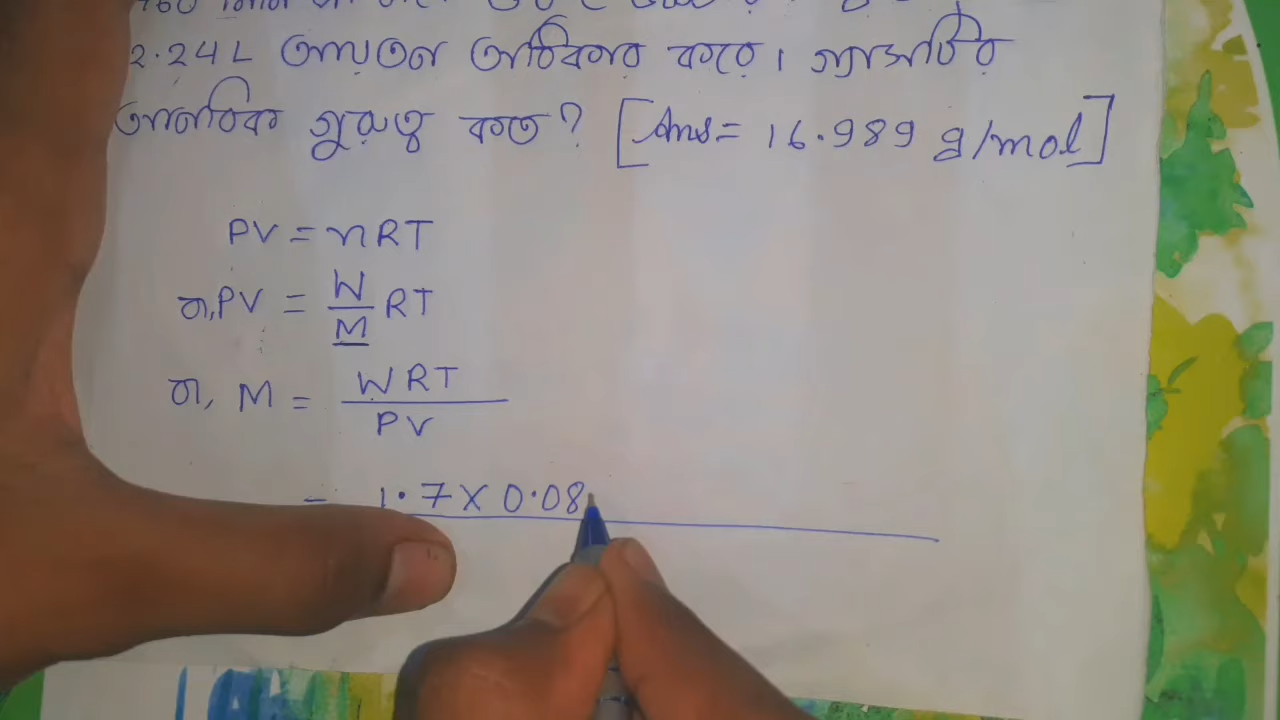 2.24L আয়তন অধিকার করে। গ্যাসটির
আনবিক গুরুত্ব কত? [Ans = 16.989 g/mol]
PV = nRT
বা, PV = W/M RT
বা, M = WRT/PV
= 1.7 X 0.08